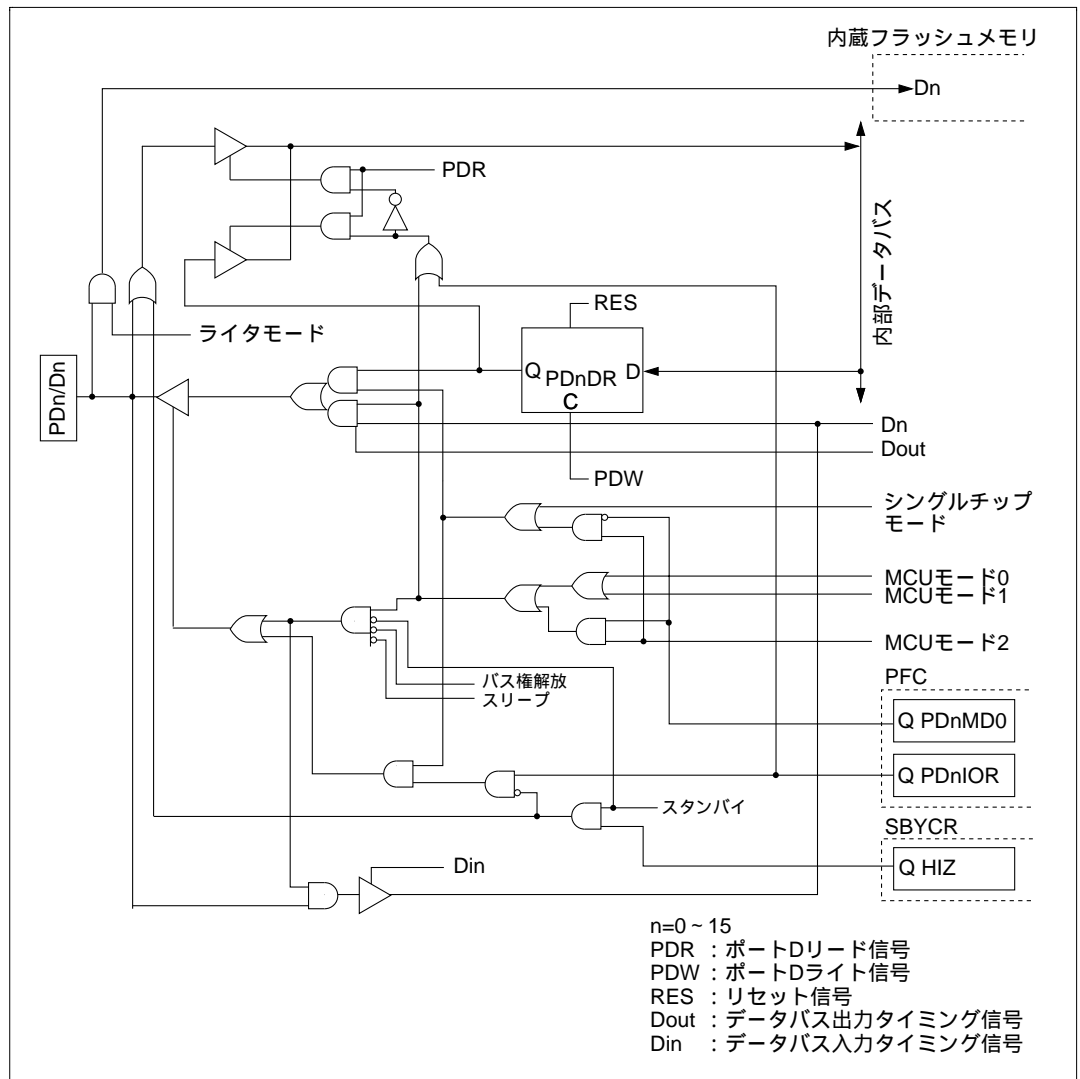 内蔵フラッシュメモリ
Dn
PDR
内部データバス
RES
ライタモード
PDn/Dn
Q PDnDR D
C
Dn
Dout
PDW
シングルチップ
モード
MCUモード0
MCUモード1
MCUモード2
PFC
バス権解放
スリープ
Q PDnMD0
Q PDnIOR
スタンバイ
SBYCR
Din
Q HIZ
n=0 ~ 15
PDR : ポートDリード信号
PDW : ポートDライト信号
RES : リセット信号
Dout : データバス出力タイミング信号
Din : データバス入力タイミング信号